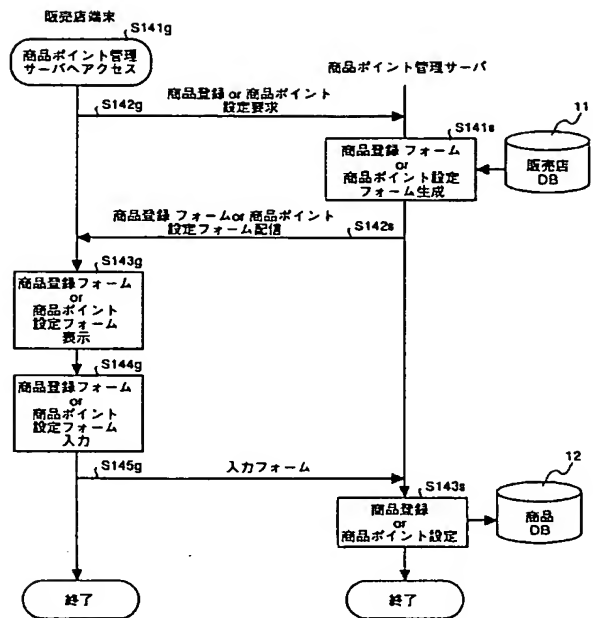 販売店端末
S141g
商品ポイント管理
サーバへアクセス
商品ポイント管理サーバ
S142g
商品登録 or 商品ポイント
設定要求
S141s
商品登録 フォーム
or
商品ポイント設定
フォーム生成
11
販売店
DB
商品登録 フォームor 商品ポイント
設定フォーム配信
S142s
S143g
商品登録フォーム
or
商品ポイント
設定フォーム
表示
S144g
商品登録フォーム
or
商品ポイント
設定フォーム
入力
S145g
入力フォーム
S143s
商品登録
or
商品ポイント設定
12
商品
DB
終了
終了